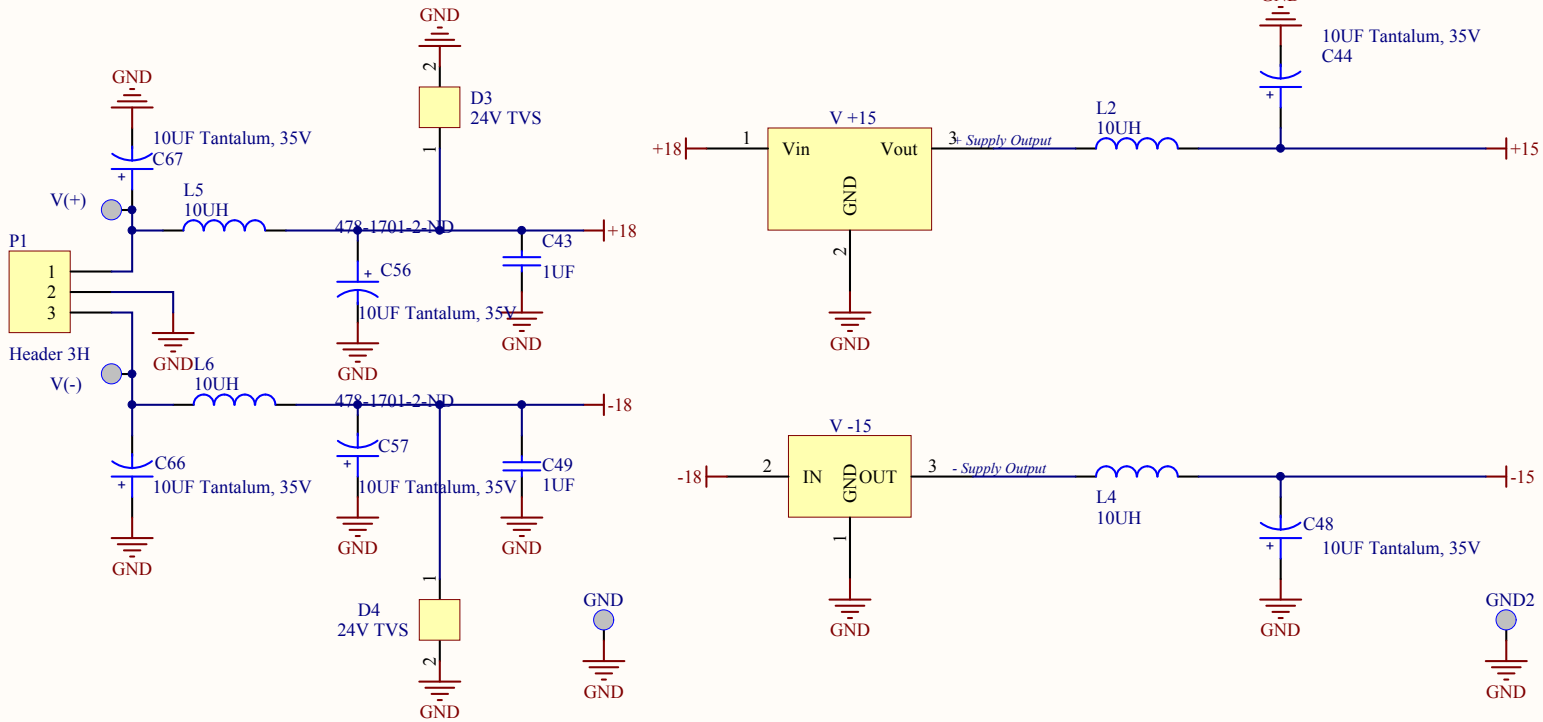 GND
GND
10UF Tantalum, 35V
C44
GND
2
D3
24V TVS
1
10UF Tantalum, 35V
C67
+
V(+)
L5
10UH
478-1701-2-ND
+18
C43
1UF
GND
P1
1
2
3
Header 3H
GND
+
C56
10UF Tantalum, 35V
GND
V(-)
L6
10UH
478-1701-2-ND
-18
C66
+
10UF Tantalum, 35V
GND
C57
+
10UF Tantalum, 35V
GND
C49
1UF
GND
1
D4
24V TVS
2
GND
GND
GND
V +15
+18
1
Vin
Vout
GND
3
+ Supply Output
2
GND
L2
10UH
+
+15
V -15
-18
2
IN
GND
OUT
3
- Supply Output
1
GND
L4
10UH
-15
C48
+
10UF Tantalum, 35V
GND
GND2
GND